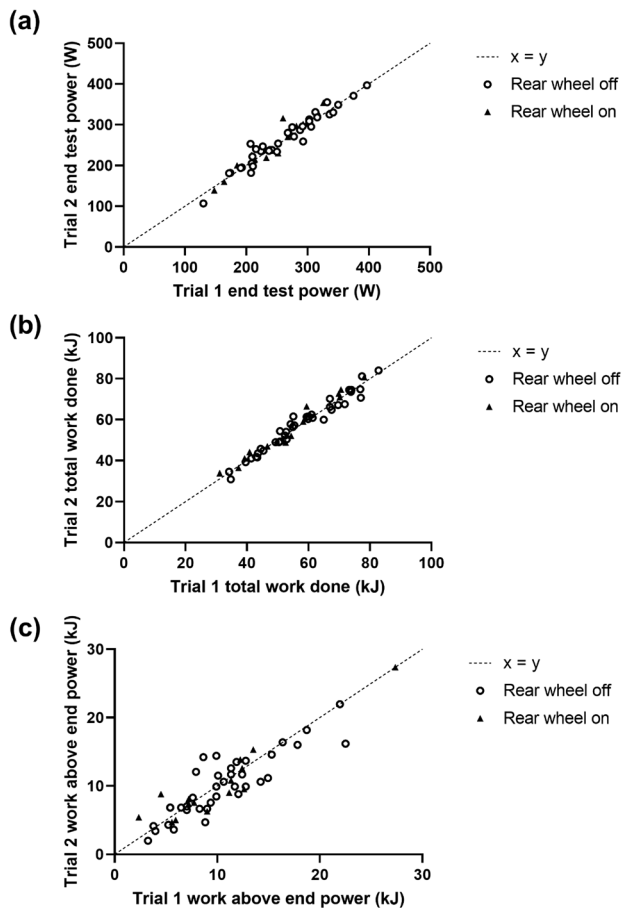 (a)
Trial 2 end test power (W)
500
400
300
200
100
0
0 100 200 300 400 500
Trial 1 end test power (W)
x = y
Rear wheel off
Rear wheel on
(b)
Trial 2 total work done (kJ)
100
80
60
40
20
0
0 20 40 60 80 100
Trial 1 total work done (kJ)
x = y
Rear wheel off
Rear wheel on
(c)
Trial 2 work above end power (kJ)
30
20
10
0
0 10 20 30
Trial 1 work above end power (kJ)
x = y
Rear wheel off
Rear wheel on